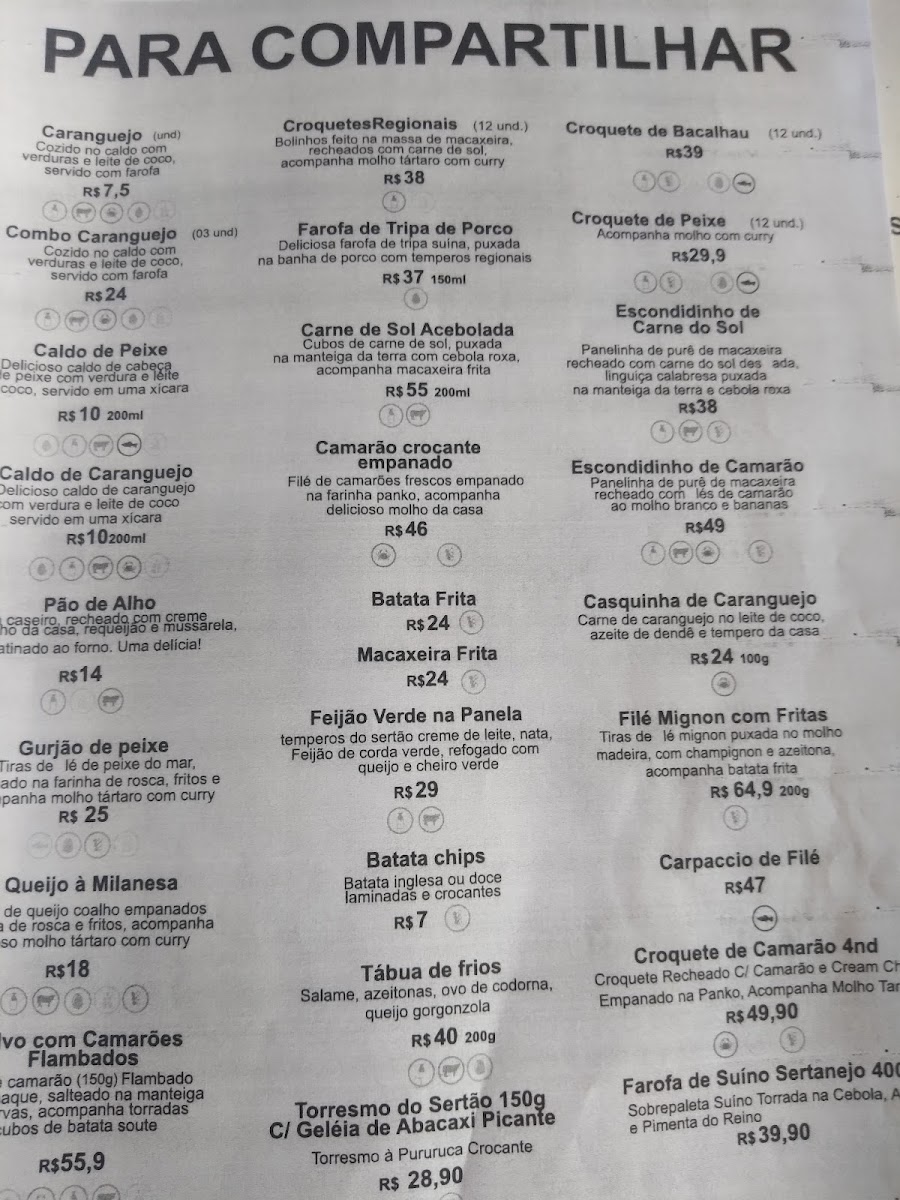 PARA COMPARTILHAR
Caranguejo (und)
Cozido no caldo com
verduras e leite de coco,
servido com farofa
R$ 7,5
Combo Caranguejo (03 und)
Cozido no caldo com
verduras e leite de coco,
servido com farofa
R$ 24
Caldo de Peixe
Delicioso caldo de cabeça
e peixe com verdura e leite
coco, servido em uma xícara
R$ 10 200ml
Caldo de Caranguejo
Delicioso caldo de caranguejo
om verdura e leite de coco
servido em uma xícara
R$10200ml
Pão de Alho
caseiro, recheado com creme
ho da casa, requeijão e mussarela,
atinado ao forno. Uma delícia!
R$14
Gurjão de peixe
Tiras de lé de peixe do mar,
ado na farinha de rosca, fritos e
panha molho tártaro com curry
R$ 25
Queijo à Milanesa
de queijo coalho empanados
a de rosca e fritos, acompanha
so molho tártaro com curry
R$18
lvo com Camarões
Flambados
camarão (150g) Flambado
aque, salteado na manteiga
rvas, acompanha torradas
cubos de batata soute
R$55,9
CroquetesRegionais (12 und.)
Bolinhos feito na massa de macaxeira,
recheados com carne de sol,
acompanha molho tártaro com curry
R$ 38
Farofa de Tripa de Porco
Deliciosa farofa de tripa suína, puxada
na banha de porco com temperos regionais
R$ 37 150ml
Carne de Sol Acebolada
Cubos de carne de sol, puxada
na manteiga da terra com cebola roxa,
acompanha macaxeira frita
R$ 55 200ml
Camarão crocante
empanado
Filé de camarões frescos empanado
na farinha panko, acompanha
delicioso molho da casa
R$ 46
Batata Frita
R$ 24
Macaxeira Frita
R$24
Feijão Verde na Panela
temperos do sertão creme de leite, nata,
Feijão de corda verde, refogado com
queijo e cheiro verde
R$ 29
Batata chips
Batata inglesa ou doce
laminadas e crocantes
R$ 7
Tábua de frios
Salame, azeitonas, ovo de codorna,
queijo gorgonzola
R$ 40 200g
Torresmo do Sertão 150g
C/ Geléia de Abacaxi Picante
Torresmo à Pururuca Crocante
R$ 28,90
Croquete de Bacalhau (12 und.)
R$39
Croquete de Peixe (12 und.)
Acompanha molho com curry
R$29,9
Escondidinho de
Carne do Sol
Panelinha de purê de macaxeira
recheado com carne do sol des ada,
linguiça calabresa puxada
na manteiga da terra e cebola roxa
R$38
Escondidinho de Camarão
Panelinha de purê de macaxeira
recheado com lés de camarão
ao molho branco e bananas
R$49
Casquinha de Caranguejo
Carne de caranguejo no leite de coco,
azeite de dendê e tempero da casa
R$ 24 100g
Filé Mignon com Fritas
Tiras de lé mignon puxada no molho
madeira, com champignon e azeitona,
acompanha batata frita
R$ 64,9 200g
Carpaccio de Filé
R$47
Croquete de Camarão 4nd
Croquete Recheado C/ Camarão e Cream Ch
Empanado na Panko, Acompanha Molho Tar
R$49,90
Farofa de Suíno Sertanejo 400
Sobrepaleta Suíno Torrada na Cebola, A
e Pimenta do Reino
R$ 39,90
S